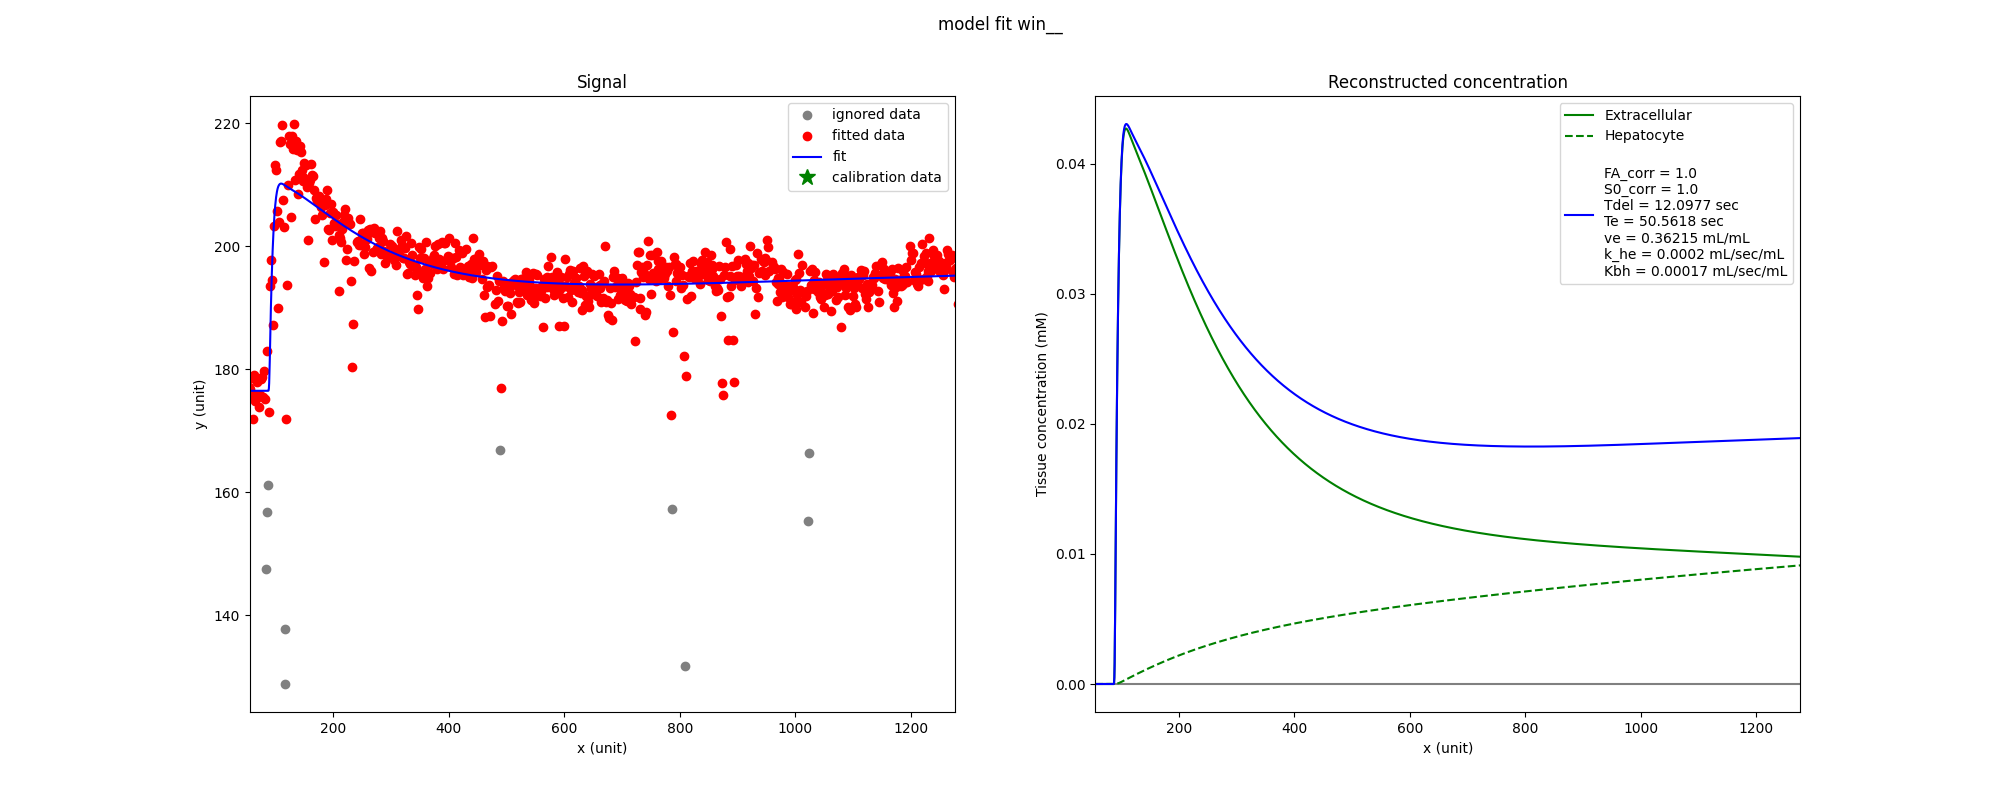 model fit win__
Signal
220
200
180
160
140
y (unit)
200
400
600
800
1000
1200
x (unit)
ignored data
fitted data
fit
calibration data
Reconstructed concentration
0.04
0.03
0.02
0.01
0.00
Tissue concentration (mM)
200
400
600
800
1000
1200
x (unit)
Extracellular
Hepatocyte
FA_corr = 1.0
S0_corr = 1.0
Tdel = 12.0977 sec
Te = 50.5618 sec
ve = 0.36215 mL/mL
k_he = 0.0002 mL/sec/mL
Kbh = 0.00017 mL/sec/mL